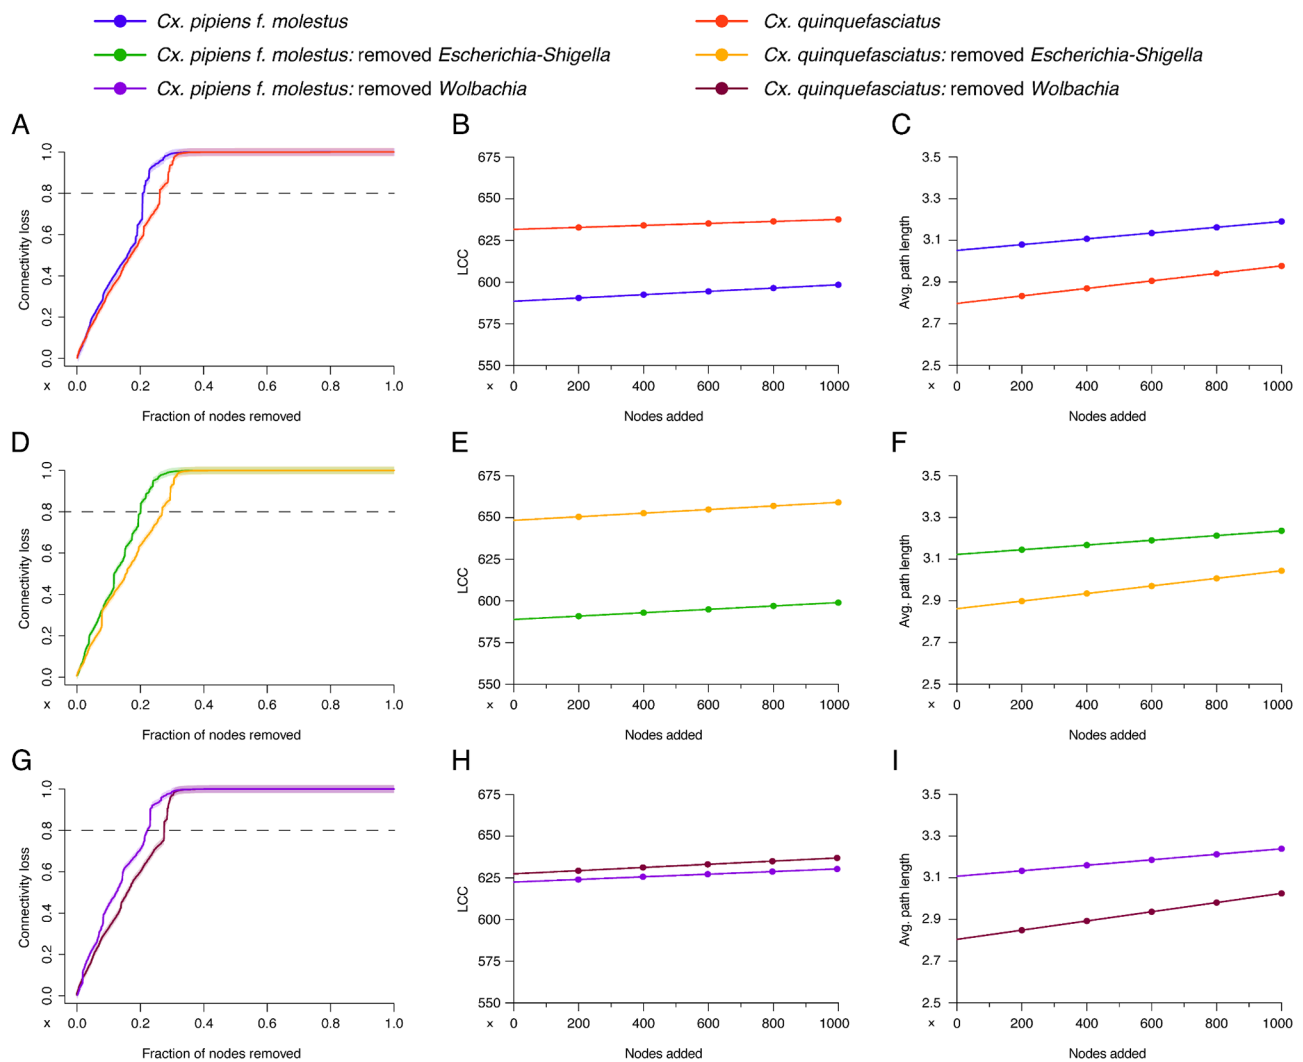 Cx. pipiens f. molestus
Cx. quinquefasciatus
Cx. pipiens f. molestus: removed Escherichia-Shigella
Cx. quinquefasciatus: removed Escherichia-Shigella
Cx. pipiens f. molestus: removed Wolbachia
Cx. quinquefasciatus: removed Wolbachia
A
Connectivity loss
1.0
0.8
0.6
0.4
0.2
0.0
x 0.0 0.2 0.4 0.6 0.8 1.0
Fraction of nodes removed
B
LCC
675
650
625
600
575
550
x 0 200 400 600 800 1000
Nodes added
C
Avg. path length
3.5
3.3
3.1
2.9
2.7
2.5
x 0 200 400 600 800 1000
Nodes added
D
Connectivity loss
1.0
0.8
0.6
0.4
0.2
0.0
x 0.0 0.2 0.4 0.6 0.8 1.0
Fraction of nodes removed
E
LCC
675
650
625
600
575
550
x 0 200 400 600 800 1000
Nodes added
F
Avg. path length
3.5
3.3
3.1
2.9
2.7
2.5
x 0 200 400 600 800 1000
Nodes added
G
Connectivity loss
1.0
0.8
0.6
0.4
0.2
0.0
x 0.0 0.2 0.4 0.6 0.8 1.0
Fraction of nodes removed
H
LCC
675
650
625
600
575
550
x 0 200 400 600 800 1000
Nodes added
I
Avg. path length
3.5
3.3
3.1
2.9
2.7
2.5
x 0 200 400 600 800 1000
Nodes added